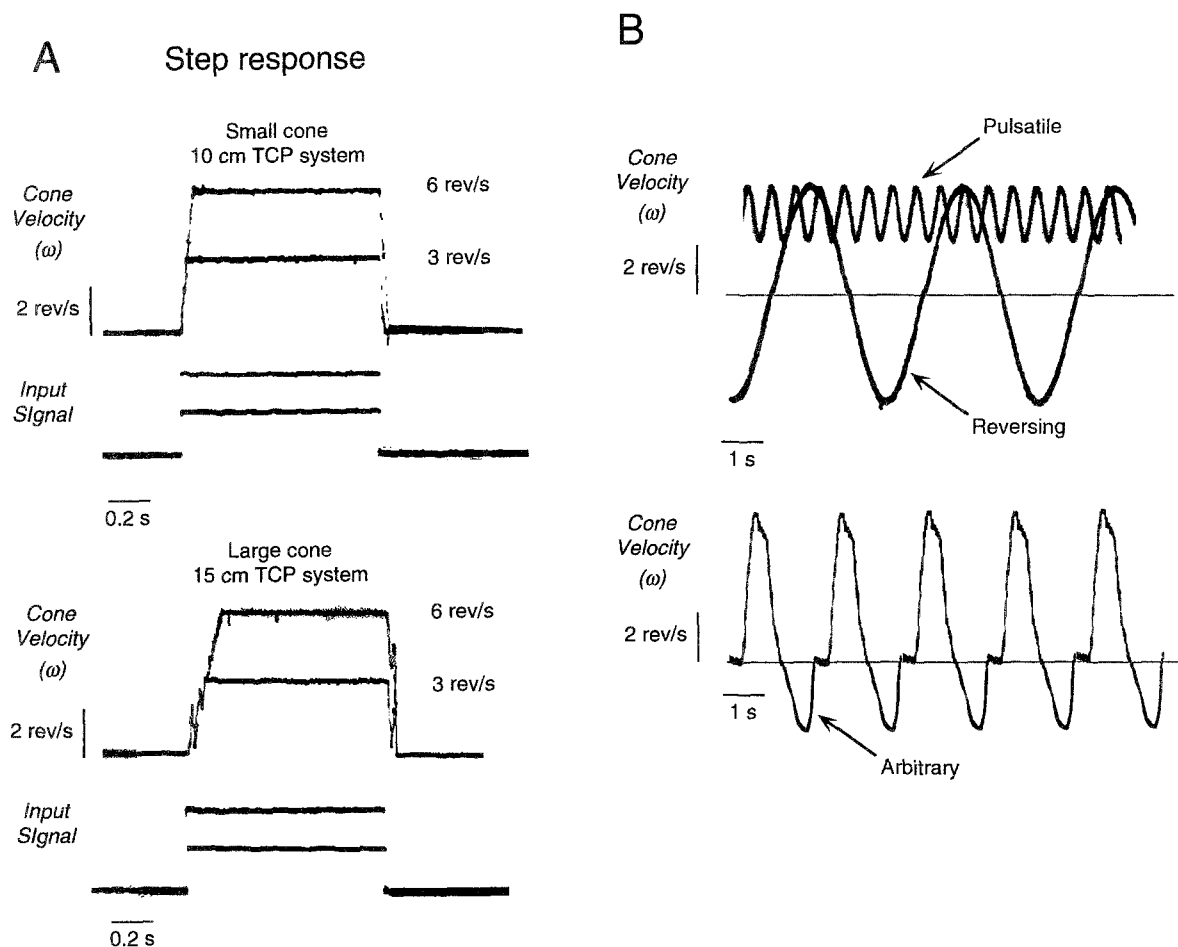 A
Step response
Small cone
10 cm TCP system
Cone
Velocity
(ω)
6 rev/s
3 rev/s
2 rev/s
Input
SIgnal
0.2 s
Large cone
15 cm TCP system
Cone
Velocity
(ω)
6 rev/s
3 rev/s
2 rev/s
Input
SIgnal
0.2 s
B
Pulsatile
Cone
Velocity
(ω)
2 rev/s
Reversing
1 s
Cone
Velocity
(ω)
2 rev/s
1 s
Arbitrary